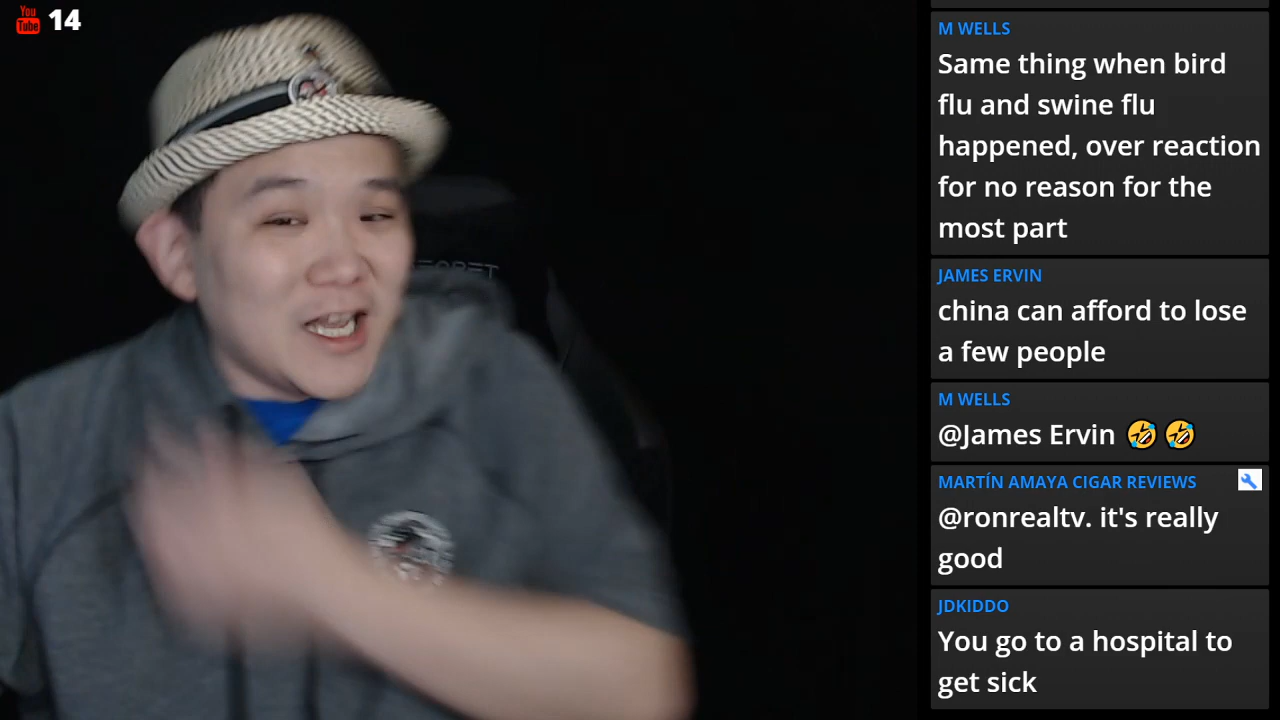 You
Tube
14
M WELLS
Same thing when bird
flu and swine flu
happened, over reaction
for no reason for the
most part
JAMES ERVIN
china can afford to lose
a few people
M WELLS
@James Ervin 🤣 🤣
MARTÍN AMAYA CIGAR REVIEWS
@ronrealtv. it's really
good
JDKIDDO
You go to a hospital to
get sick